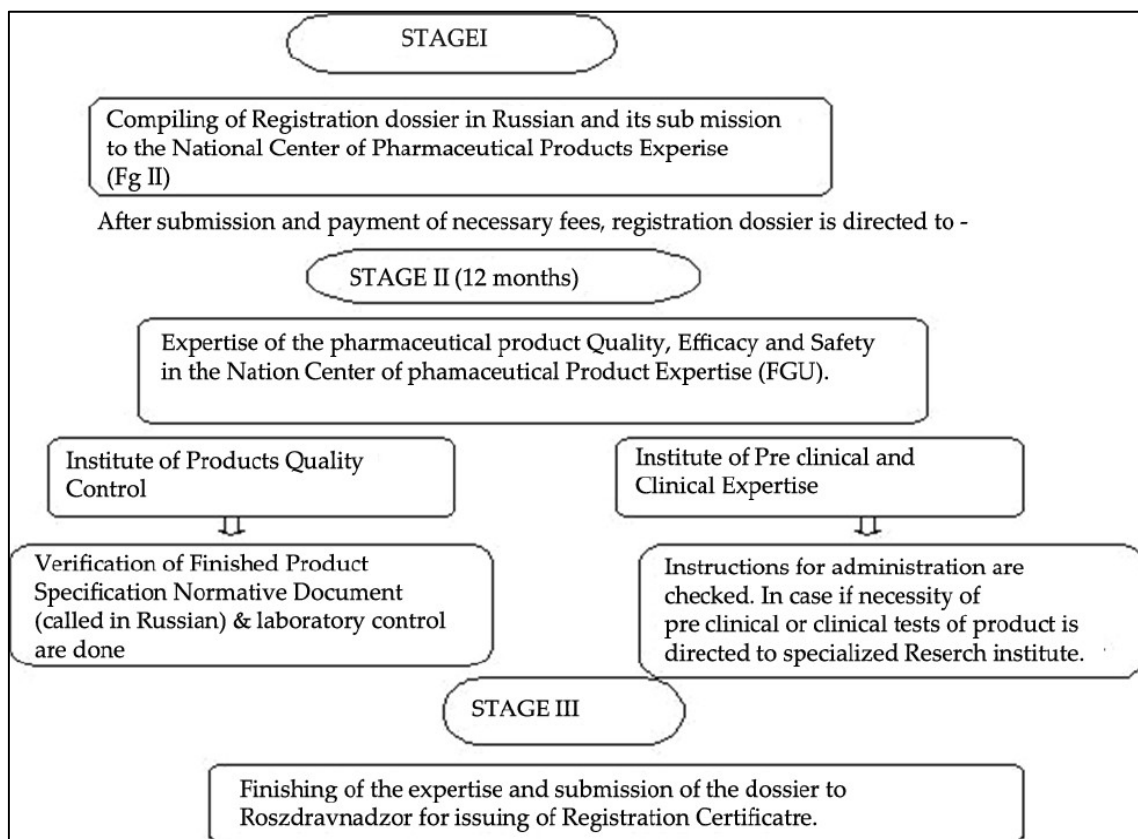 STAGEI
Compiling of Registration dossier in Russian and its sub mission
to the National Center of Pharmaceutical Products Experise
(Fg II)
After submission and payment of necessary fees, registration dossier is directed to -
STAGE II (12 months)
Expertise of the pharmaceutical product Quality, Efficacy and Safety
in the Nation Center of phamaceutical Product Expertise (FGU).
Institute of Products Quality
Control
Institute of Pre clinical and
Clinical Expertise
Verification of Finished Product
Specification Normative Document
(called in Russian) & laboratory control
are done
Instructions for administration are
checked. In case if necessity of
pre clinical or clinical tests of product is
directed to specialized Reserch institute.
STAGE III
Finishing of the expertise and submission of the dossier to
Roszdravnadzor for issuing of Registration Certificatre.